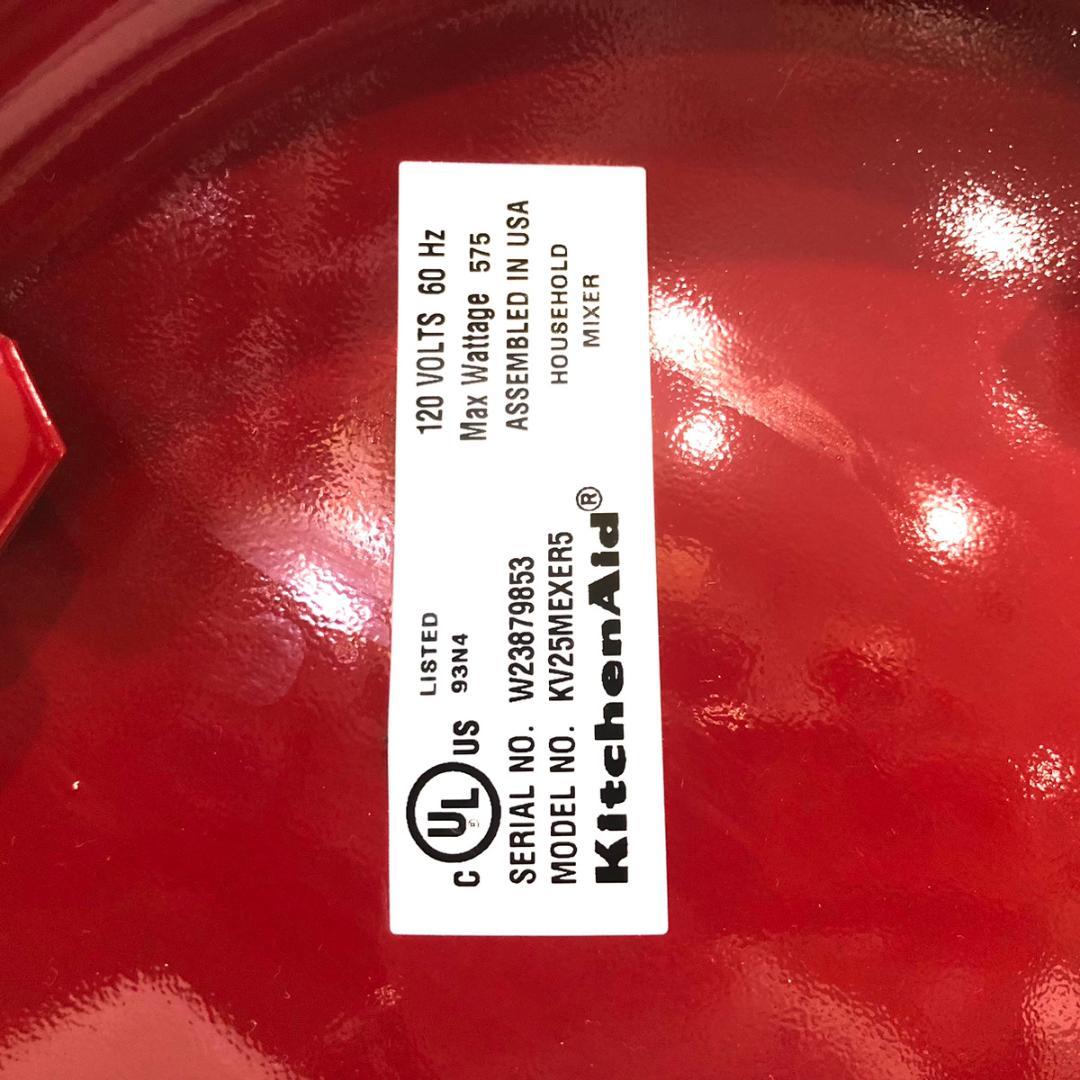 C UL US LISTED
93N4
120 VOLTS 60 Hz
Max Wattage 575
ASSEMBLED IN USA
SERIAL NO. W23879853
MODEL NO. KV25MEXER5
HOUSEHOLD
MIXER
KitchenAid®